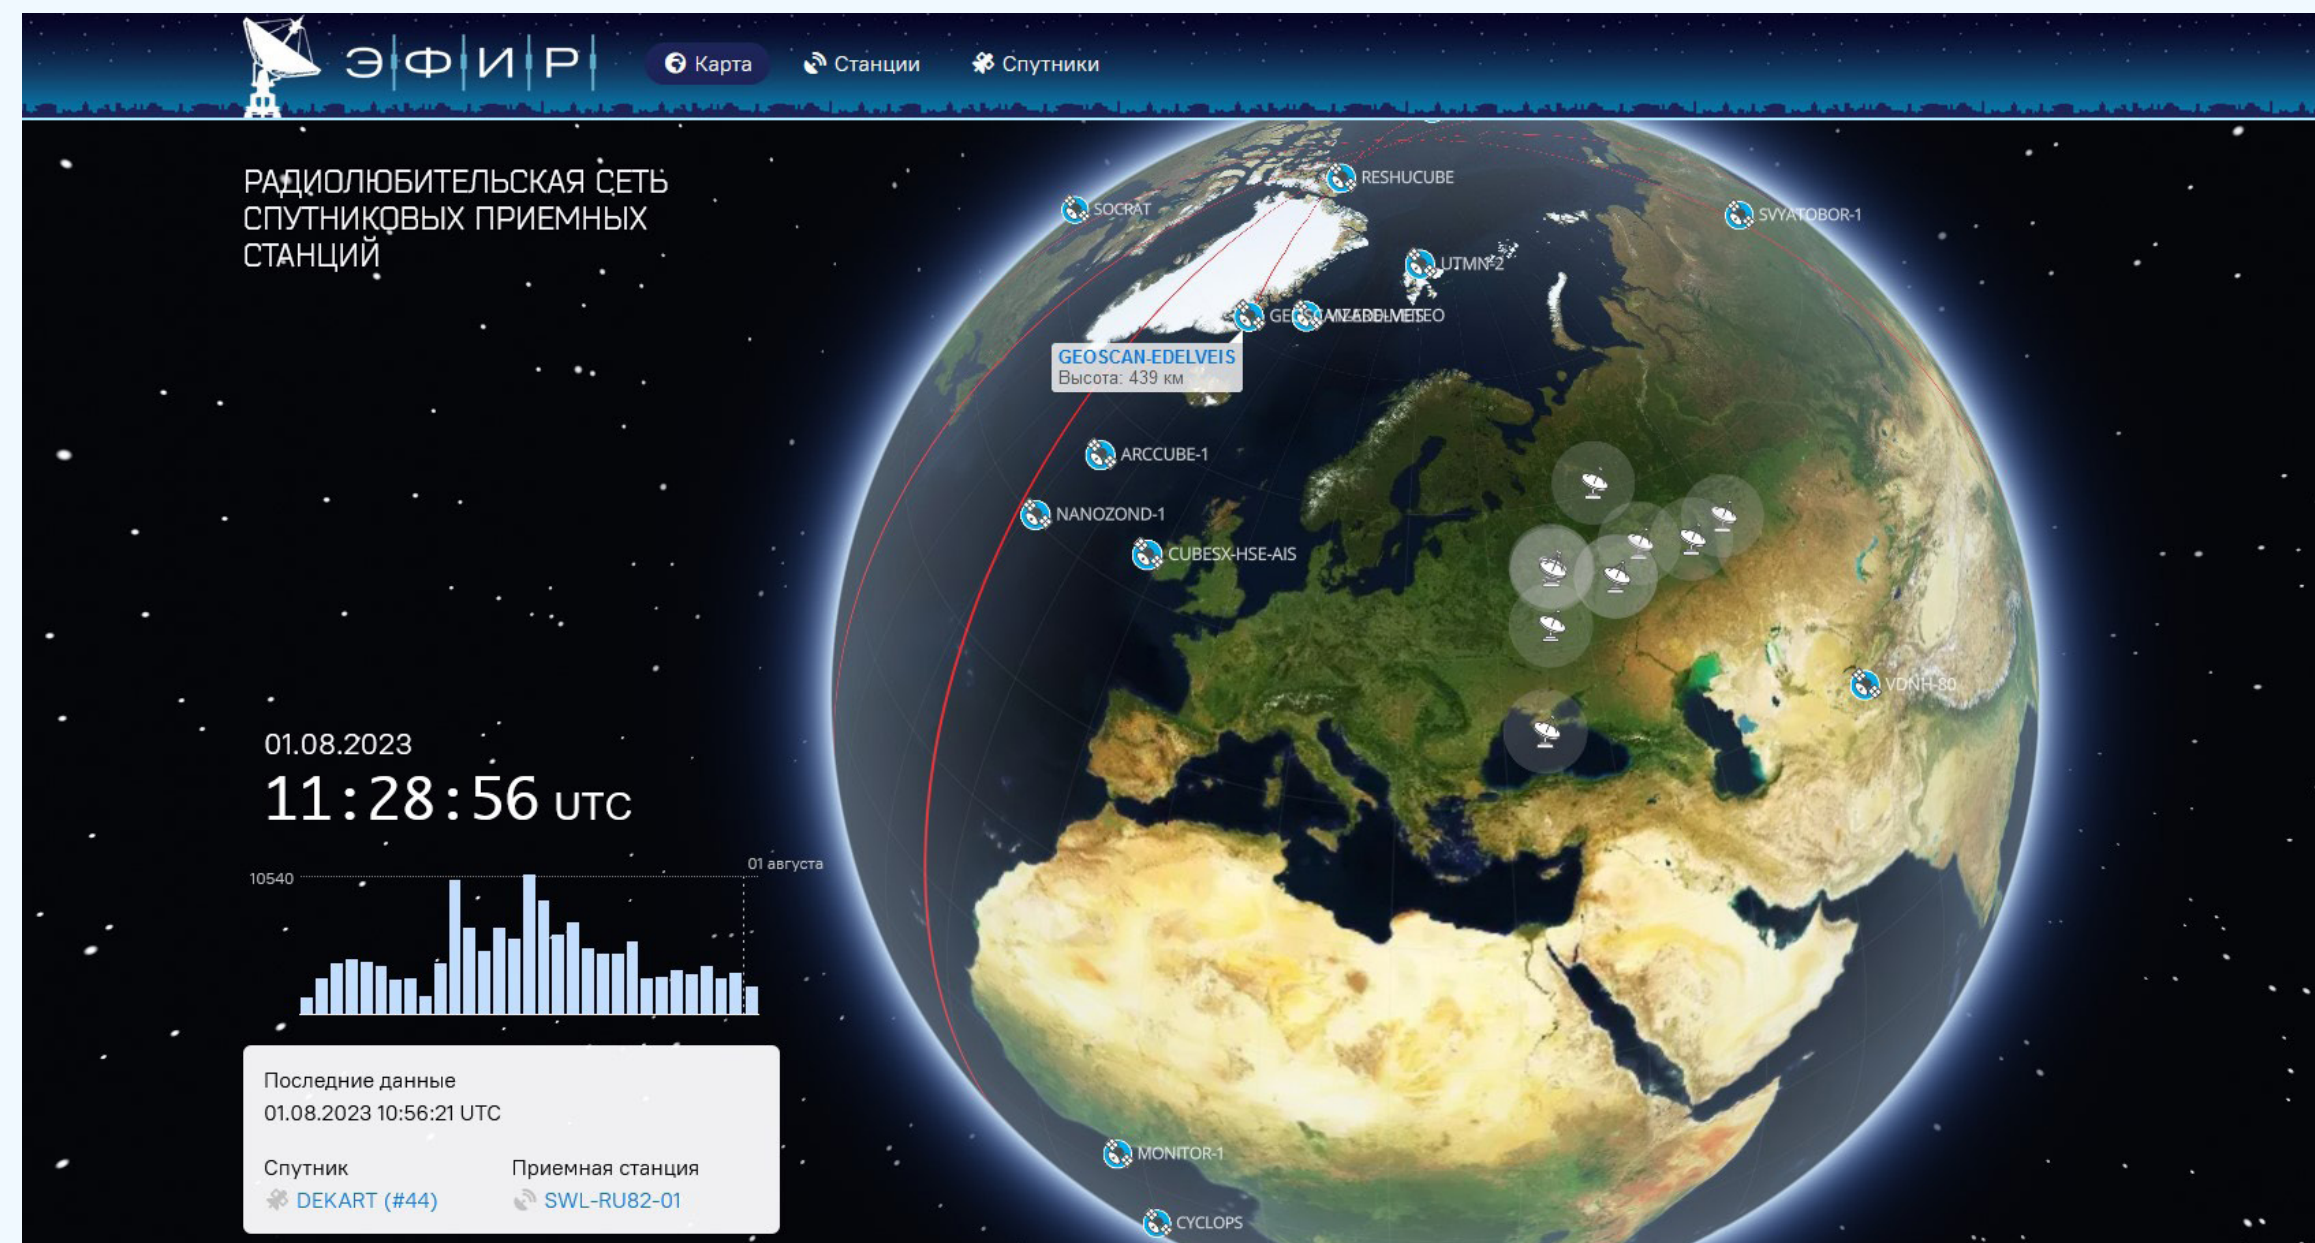 ЭФИР
Карта
Станции
Спутники
РАДИОЛЮБИТЕЛЬСКАЯ СЕТЬ
СПУТНИКОВЫХ ПРИЕМНЫХ
СТАНЦИЙ
RESHUCUBE
SOCRAT
SVYATOBOR-1
UTMN-2
GEOSCAN-EDELVEIS
GEOSCAN-EDELVEIS
Высота: 439 км
ARCCUBE-1
NANOZOND-1
CUBESX-HSE-AIS
VDNH-80
01.08.2023
11:28:56 UTC
01 августа
10540
Последние данные
01.08.2023 10:56:21 UTC
Спутник
Приемная станция
DEKART (#44)
SWL-RU82-01
MONITOR-1
CYCLOPS